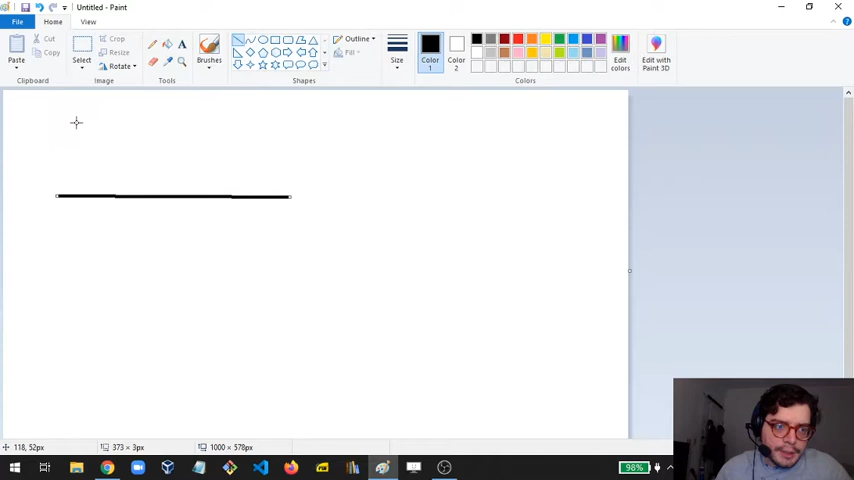 Untitled - Paint
File Home View
Paste Cut Copy Clipboard
Select Crop Resize Rotate Image
A Tools
Brushes
Outline Fill Shapes
Size
Color 1 Color 2 Edit colors Colors
Edit with Paint 3D
118, 52px 373 × 3px 1000 × 578px
98%